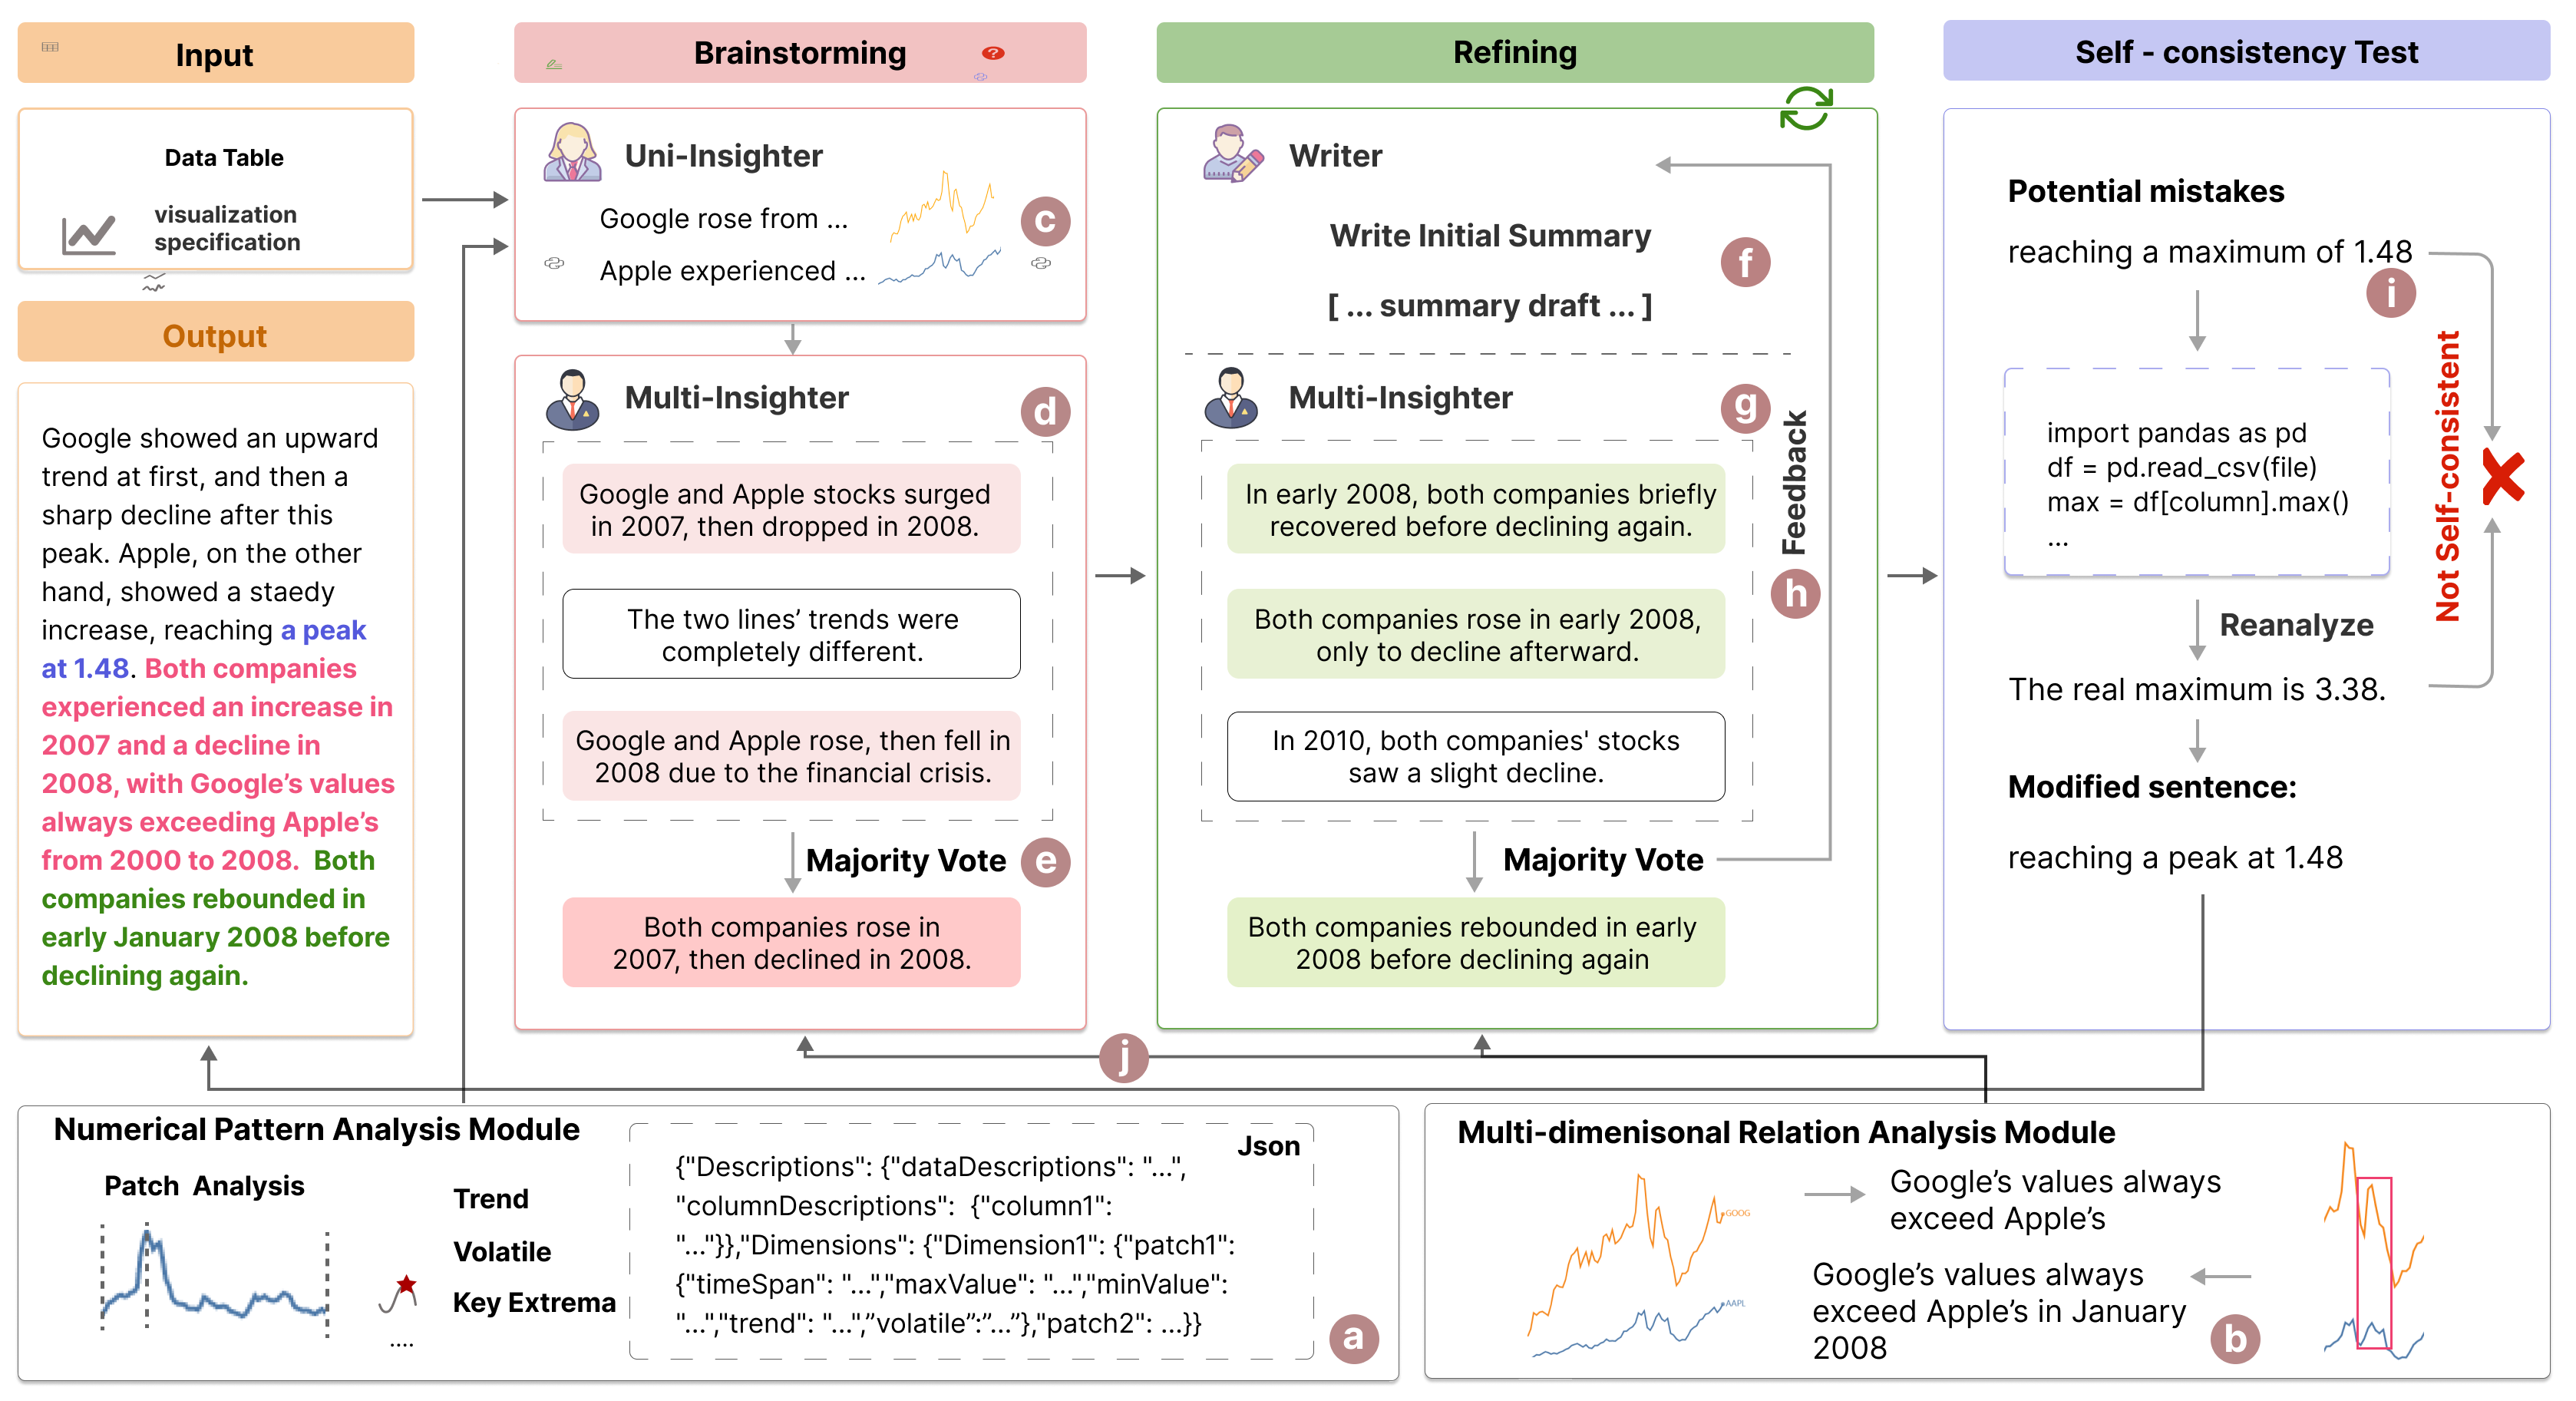 Input
Data Table
visualization
specification
Output
Google showed an upward
trend at first, and then a
sharp decline after this
peak. Apple, on the other
hand, showed a staedy
increase, reaching a peak
at 1.48. Both companies
experienced an increase in
2007 and a decline in
2008, with Google’s values
always exceeding Apple’s
from 2000 to 2008. Both
companies rebounded in
early January 2008 before
declining again.
Brainstorming
?
Uni-Insighter
Google rose from ...
Apple experienced ...
c
Multi-Insighter
d
Google and Apple stocks surged
in 2007, then dropped in 2008.
The two lines’ trends were
completely different.
Google and Apple rose, then fell in
2008 due to the financial crisis.
Majority Vote
e
Both companies rose in
2007, then declined in 2008.
Refining
Writer
Write Initial Summary
[ ... summary draft ... ]
f
Multi-Insighter
g
In early 2008, both companies briefly
recovered before declining again.
Both companies rose in early 2008,
only to decline afterward.
In 2010, both companies' stocks
saw a slight decline.
Majority Vote
Both companies rebounded in early
2008 before declining again
Feedback
h
Self - consistency Test
Potential mistakes
reaching a maximum of 1.48
i
import pandas as pd
df = pd.read_csv(file)
max = df[column].max()
...
Reanalyze
Not Self-consistent
The real maximum is 3.38.
Modified sentence:
reaching a peak at 1.48
j
Numerical Pattern Analysis Module
Patch Analysis
Trend
Volatile
Key Extrema
....
Json
{"Descriptions": {"dataDescriptions": "...",
"columnDescriptions": {"column1":
"..."}},"Dimensions": {"Dimension1": {"patch1":
{"timeSpan": "...","maxValue": "...","minValue":
"...","trend": "...",”volatile”:”...”},"patch2": ...}}
a
Multi-dimenisonal Relation Analysis Module
GOOG
AAPL
Google’s values always
exceed Apple’s
Google’s values always
exceed Apple’s in January
2008
b